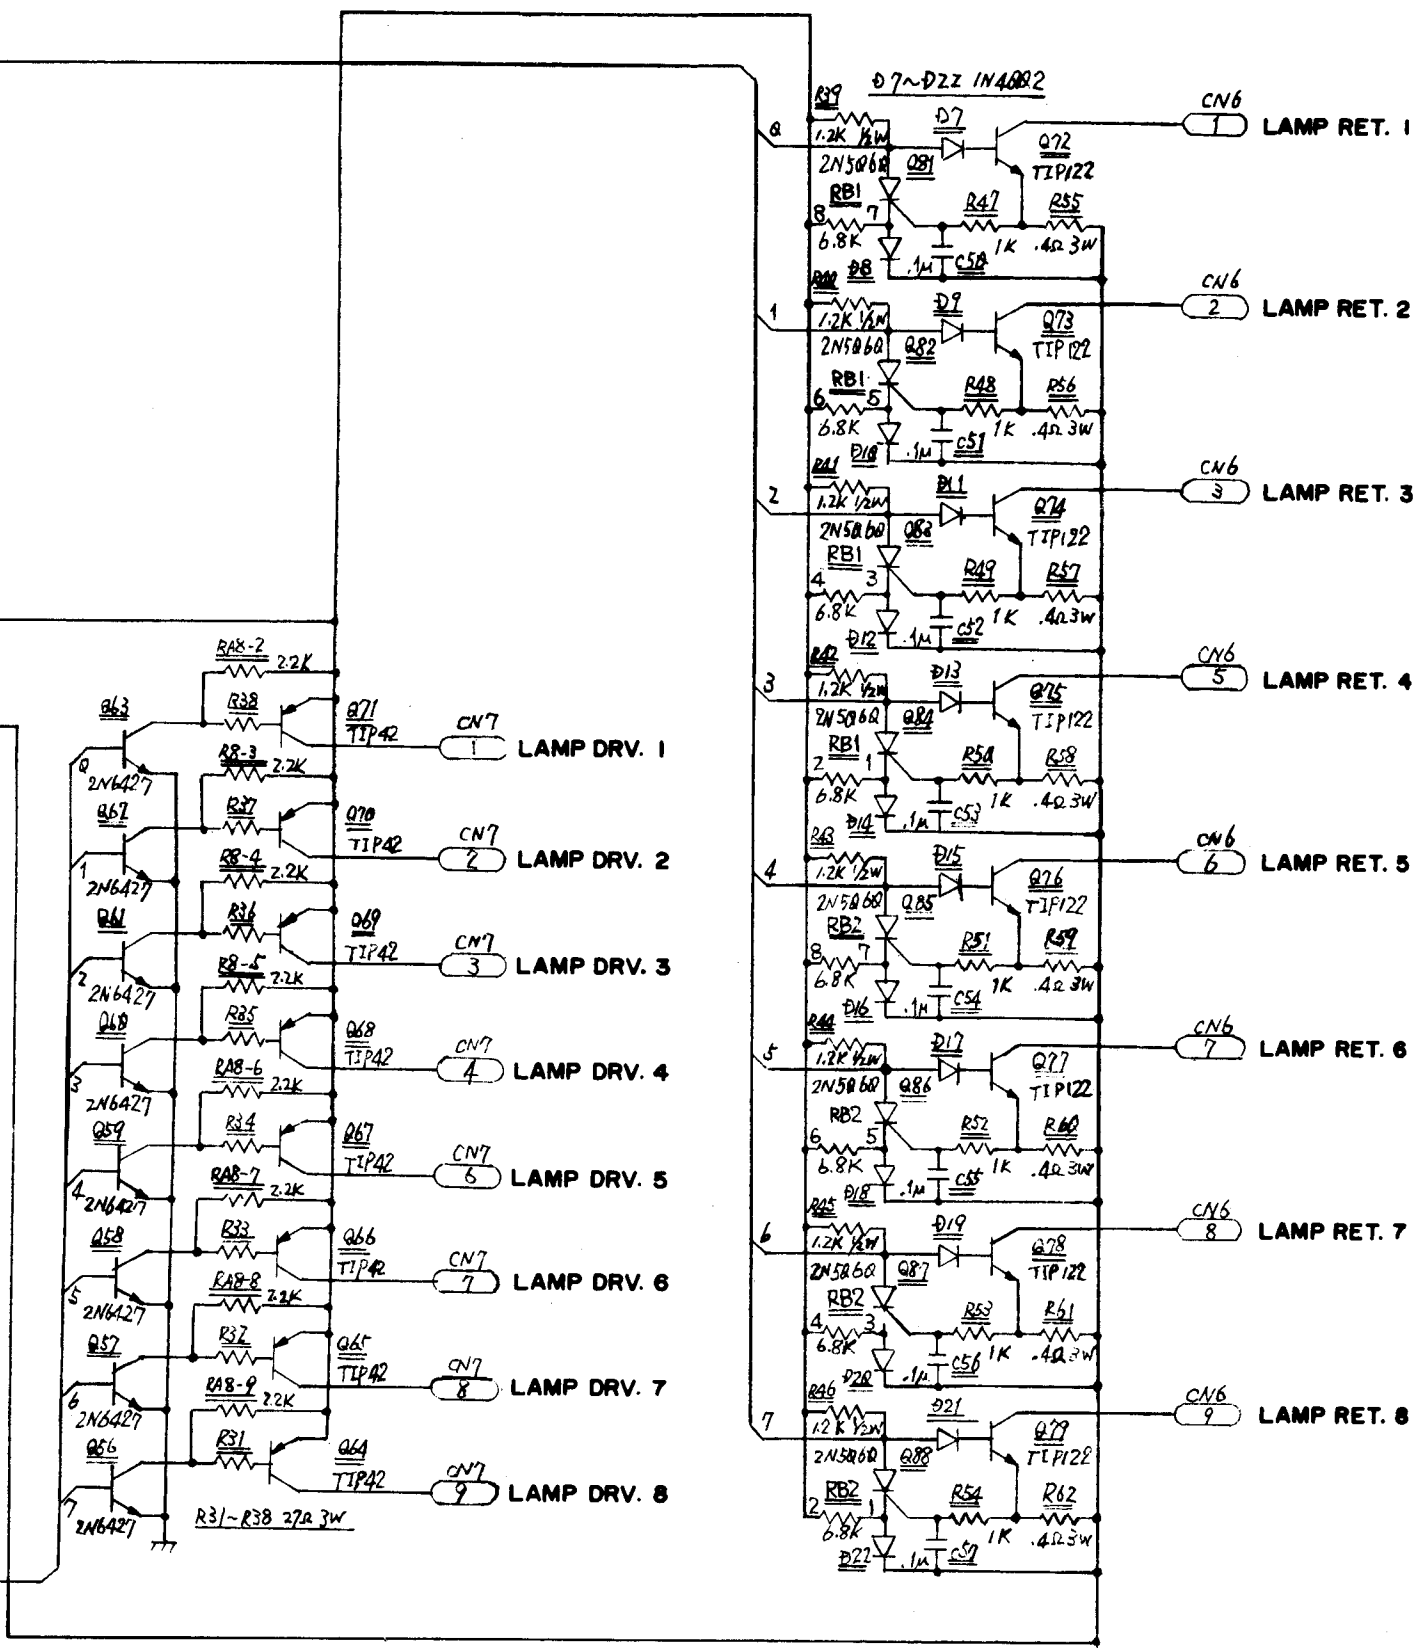 D7~D22 1N4002
R39
1.2K 1/2W
0
D7
2N5060
Q81
Q72
TIP122
CN6
1
LAMP RET. 1
RB1
8
7
6.8K
D8
.1µ
C50
R47
1K
R55
.4Ω 3W
R40
1.2K 1/2W
1
D9
2N5060
Q82
Q73
TIP122
CN6
2
LAMP RET. 2
RB1
6
5
6.8K
D10
.1µ
C51
R48
1K
R56
.4Ω 3W
R41
1.2K 1/2W
2
D11
2N5060
Q83
Q74
TIP122
CN6
3
LAMP RET. 3
RB1
4
3
6.8K
D12
.1µ
C52
R49
1K
R57
.4Ω 3W
R42
1.2K 1/2W
3
D13
2N5060
Q84
Q75
TIP122
CN6
5
LAMP RET. 4
RB1
2
1
6.8K
D14
.1µ
C53
R50
1K
R58
.4Ω 3W
R43
1.2K 1/2W
4
D15
2N5060
Q85
Q76
TIP122
CN6
6
LAMP RET. 5
RB2
8
7
6.8K
D16
.1µ
C54
R51
1K
R59
.4Ω 3W
R44
1.2K 1/2W
5
D17
2N5060
Q86
Q77
TIP122
CN6
7
LAMP RET. 6
RB2
6
5
6.8K
D18
.1µ
C55
R52
1K
R60
.4Ω 3W
R45
1.2K 1/2W
6
D19
2N5060
Q87
Q78
TIP122
CN6
8
LAMP RET. 7
RB2
4
3
6.8K
D20
.1µ
C56
R53
1K
R61
.4Ω 3W
R46
1.2K 1/2W
7
D21
2N5060
Q88
Q79
TIP122
CN6
9
LAMP RET. 8
RB2
2
1
6.8K
D22
.1µ
C57
R54
1K
R62
.4Ω 3W
RA8-2
2.2K
Q63
R38
Q71
TIP42
CN7
1
LAMP DRV. 1
0
2N6427
R8-3
2.2K
Q62
R37
Q70
TIP42
CN7
2
LAMP DRV. 2
1
2N6427
R8-4
2.2K
Q61
R36
Q69
TIP42
CN7
3
LAMP DRV. 3
2
2N6427
R8-5
2.2K
Q60
R35
Q68
TIP42
CN7
4
LAMP DRV. 4
3
2N6427
RA8-6
2.2K
Q59
R34
Q67
TIP42
CN7
6
LAMP DRV. 5
4
2N6427
RA8-7
2.2K
Q58
R33
Q66
TIP42
CN7
7
LAMP DRV. 6
5
2N6427
RA8-8
2.2K
Q57
R32
Q65
TIP42
CN7
8
LAMP DRV. 7
6
2N6427
RA8-9
2.2K
Q56
R31
Q64
TIP42
CN7
9
LAMP DRV. 8
7
2N6427
R31~R38 27Ω 3W